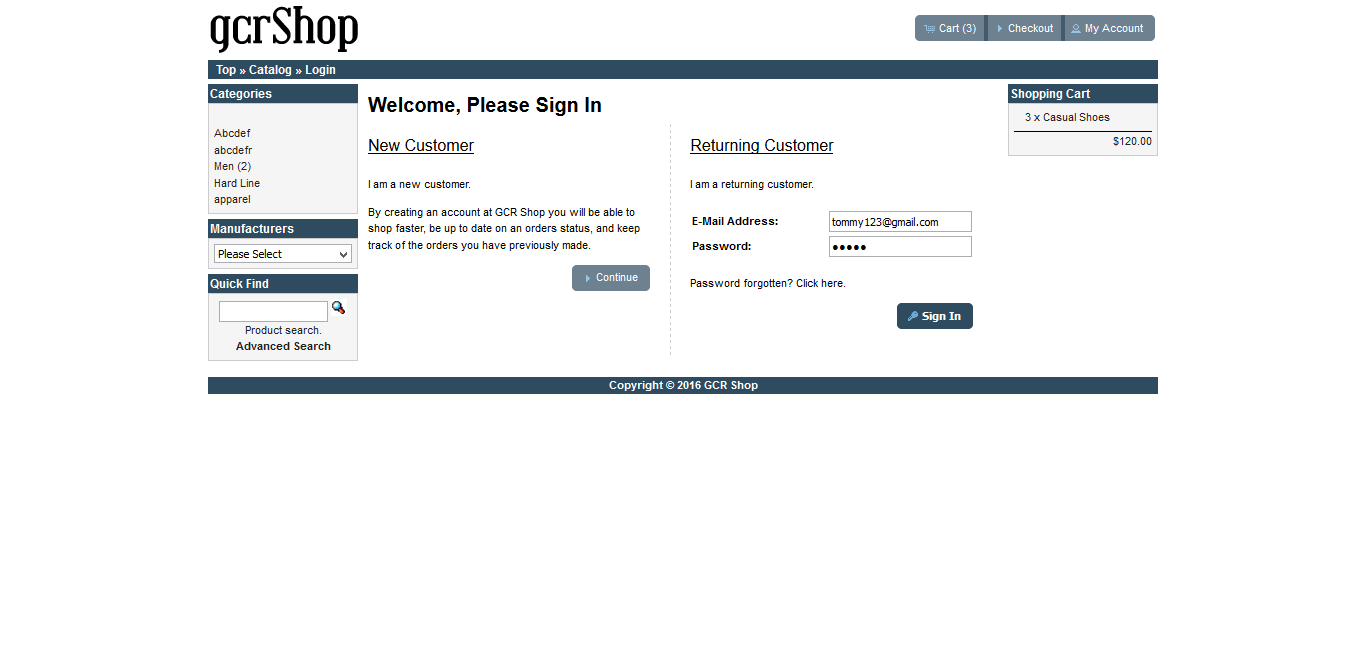 gcrShop
Cart (3)
Checkout
My Account
Top » Catalog » Login
Categories
Abcdef
abcdefr
Men (2)
Hard Line
apparel
Manufacturers
Please Select
Quick Find
Product search.
Advanced Search
Welcome, Please Sign In
New Customer
I am a new customer.
By creating an account at GCR Shop you will be able to
shop faster, be up to date on an orders status, and keep
track of the orders you have previously made.
Continue
Returning Customer
I am a returning customer.
E-Mail Address: tommy123@gmail.com
Password: •••••
Password forgotten? Click here.
Sign In
Shopping Cart
3 x Casual Shoes
$120.00
Copyright © 2016 GCR Shop